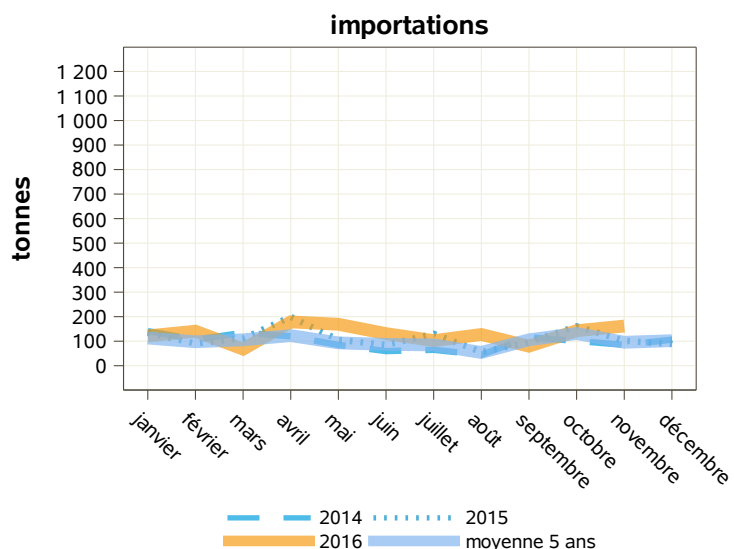 importations
tonnes
1 200
1 100
1 000
900
800
700
600
500
400
300
200
100
0
janvier
février
mars
avril
mai
juin
juillet
août
septembre
octobre
novembre
décembre
2014
2015
2016
moyenne 5 ans